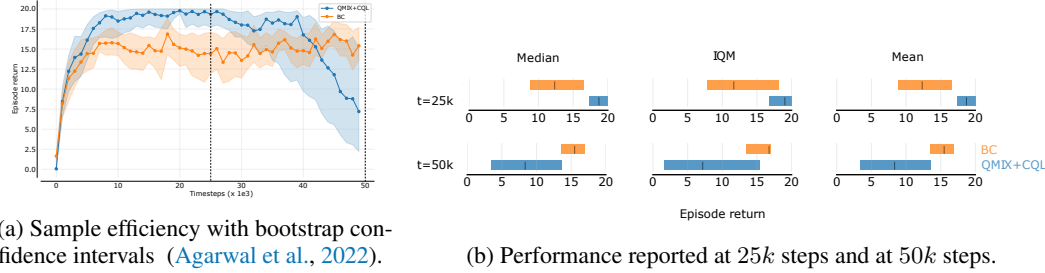 20.0
17.5
15.0
12.5
10.0
7.5
5.0
2.5
0.0
Episode return
0 10 20 30 40 50
Timesteps (x 1e3)
QMIX+CQL
BC
(a) Sample efficiency with bootstrap con-
fidence intervals (Agarwal et al., 2022).
Median IQM Mean
t=25k
0 5 10 15 20 0 5 10 15 20 0 5 10 15 20
t=50k
BC
QMIX+CQL
0 5 10 15 20 0 5 10 15 20 0 5 10 15 20
Episode return
(b) Performance reported at 25k steps and at 50k steps.